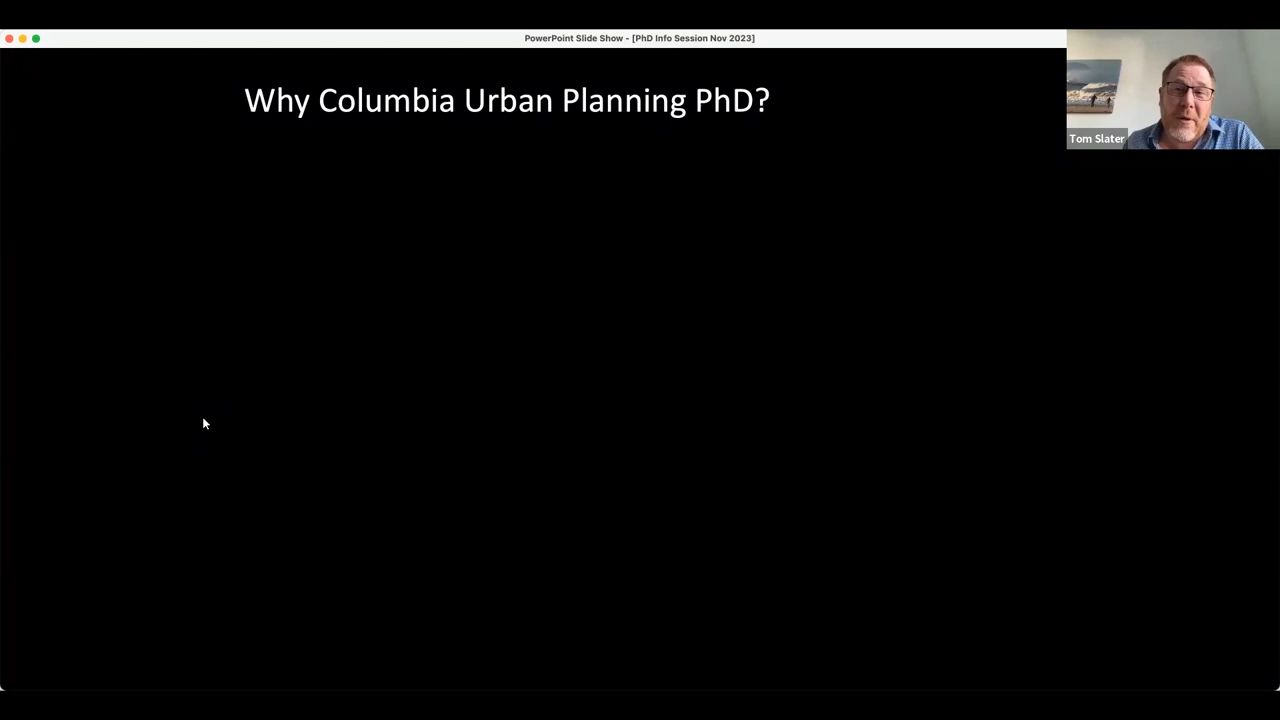 PowerPoint Slide Show - [PhD Info Session Nov 2023]
Why Columbia Urban Planning PhD?
Tom Slater